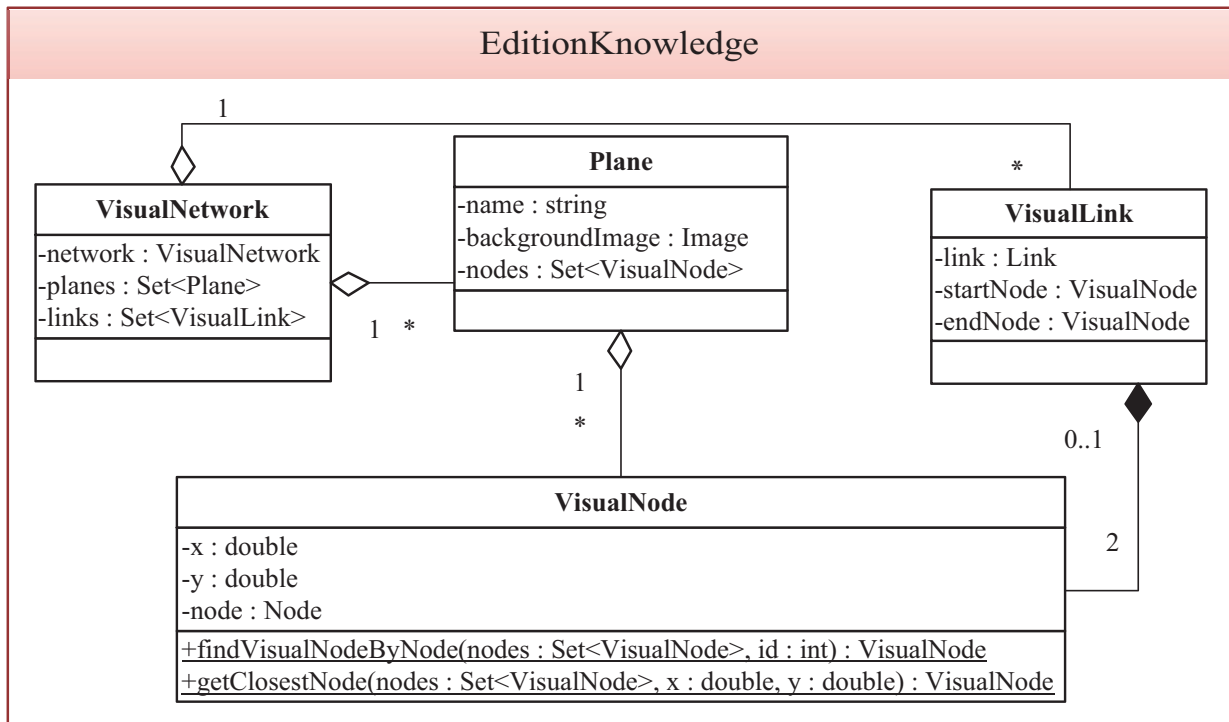 EditionKnowledge
1
*
VisualNetwork
-network : VisualNetwork
-planes : Set<Plane>
-links : Set<VisualLink>
1 *
Plane
-name : string
-backgroundImage : Image
-nodes : Set<VisualNode>
1
*
VisualLink
-link : Link
-startNode : VisualNode
-endNode : VisualNode
0..1
2
VisualNode
-x : double
-y : double
-node : Node
+findVisualNodeByNode(nodes : Set<VisualNode>, id : int) : VisualNode
+getClosestNode(nodes : Set<VisualNode>, x : double, y : double) : VisualNode